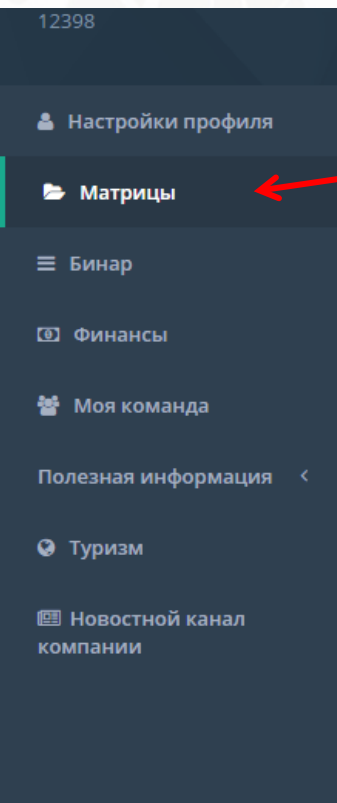 12398
Настройки профиля
Матрицы
Бинар
Финансы
Моя команда
Полезная информация
Туризм
Новостной канал
компании